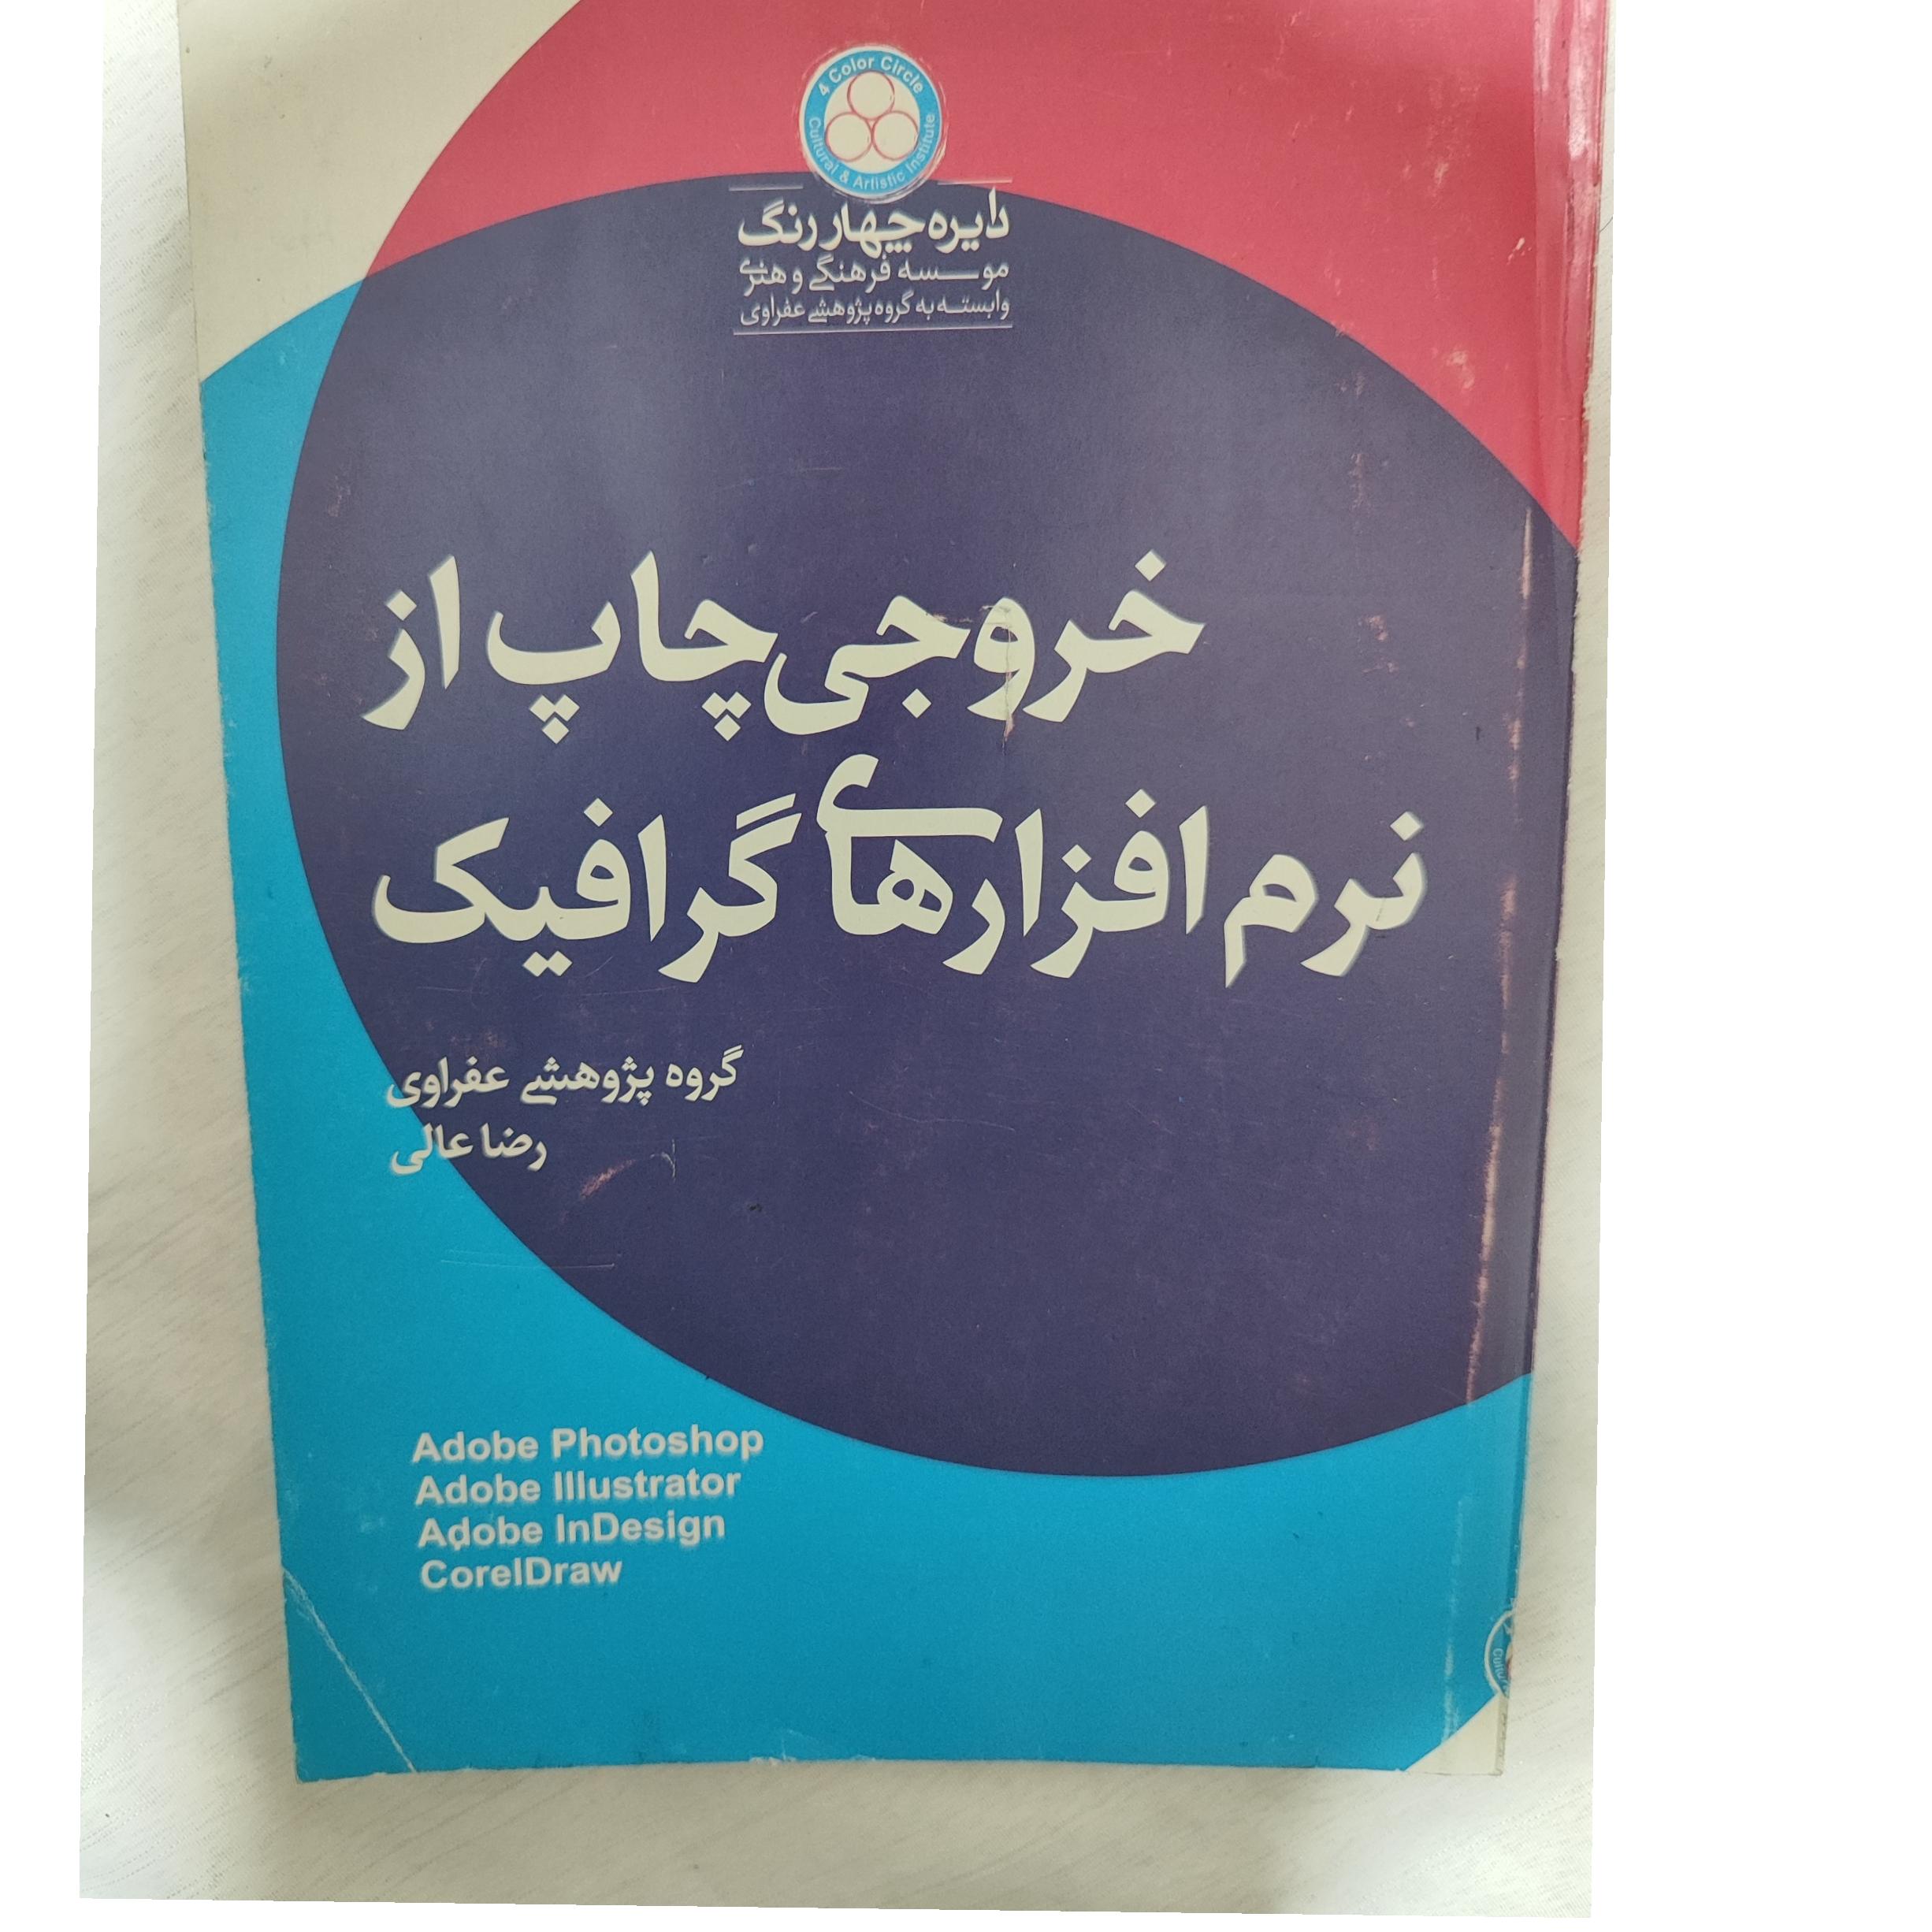 4 Color Circle
Cultural & Artistic Institute
دایره چهار رنگ
موسسه فرهنگی و هنری
وابسته به گروه پژوهشی عفراوی
خروجی چاپ از
نرم افزارهای گرافیک
گروه پژوهشی عفراوی
رضا عالی
Adobe Photoshop
Adobe Illustrator
Adobe InDesign
CorelDraw